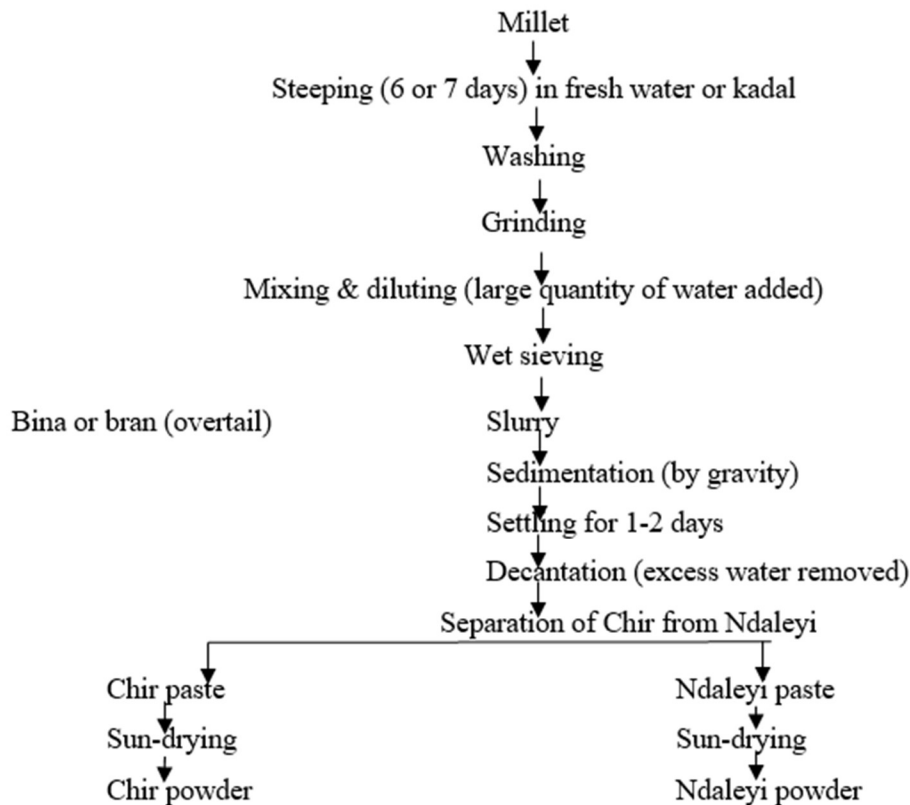 Millet
Steeping (6 or 7 days) in fresh water or kadal
Washing
Grinding
Mixing & diluting (large quantity of water added)
Wet sieving
Bina or bran (overtail) Slurry
Sedimentation (by gravity)
Settling for 1-2 days
Decantation (excess water removed)
Separation of Chir from Ndaleyi
Chir paste Ndaleyi paste
Sun-drying Sun-drying
Chir powder Ndaleyi powder